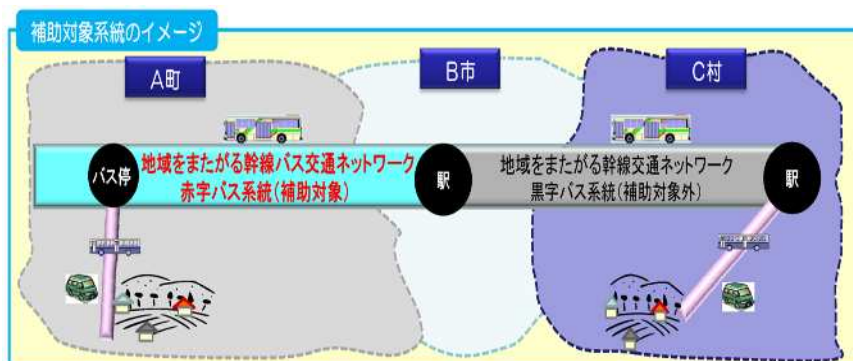 補助対象系統のイメージ
A町
B市
C村
バス停
地域をまたがる幹線バス交通ネットワーク
赤字バス系統(補助対象)
駅
地域をまたがる幹線交通ネットワーク
黒字バス系統(補助対象外)
駅